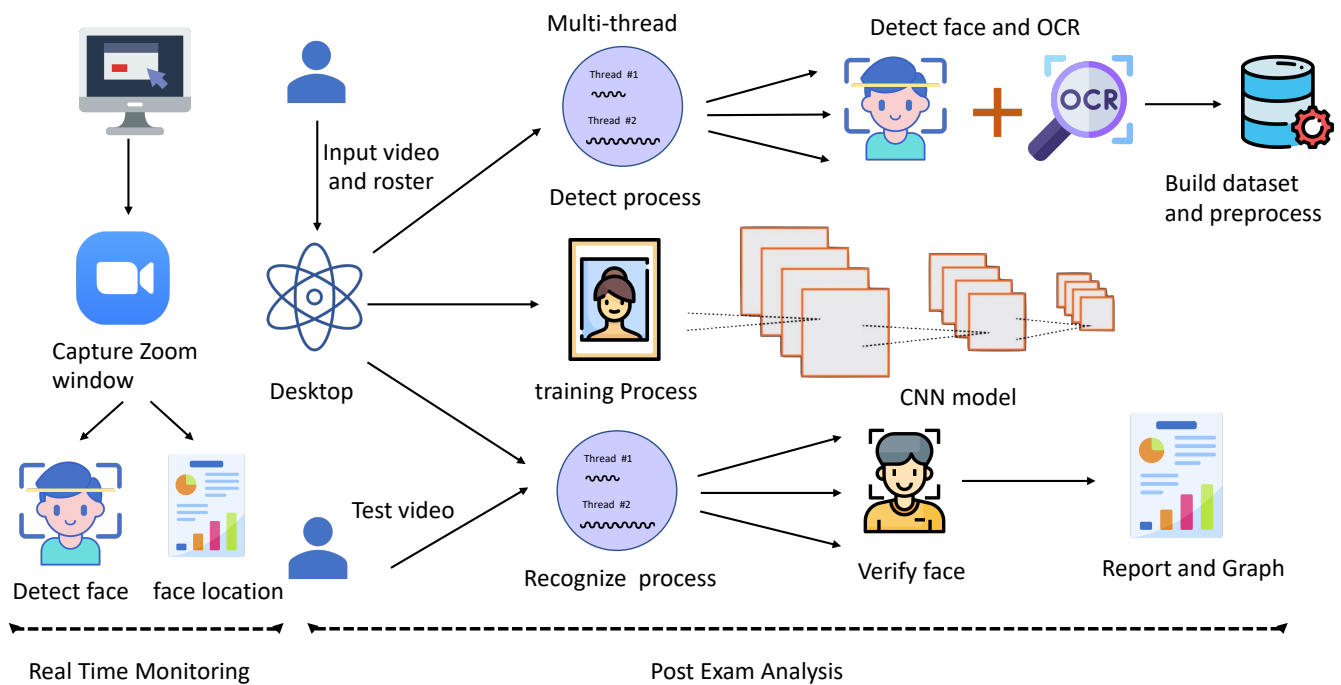 Multi-thread
Detect face and OCR
Thread #1
Thread #2
OCR
Input video
and roster
Detect process
Build dataset
and preprocess
Capture Zoom
window
Desktop
training Process
CNN model
Thread #1
Thread #2
Test video
Detect face
face location
Recognize process
Verify face
Report and Graph
Real Time Monitoring
Post Exam Analysis